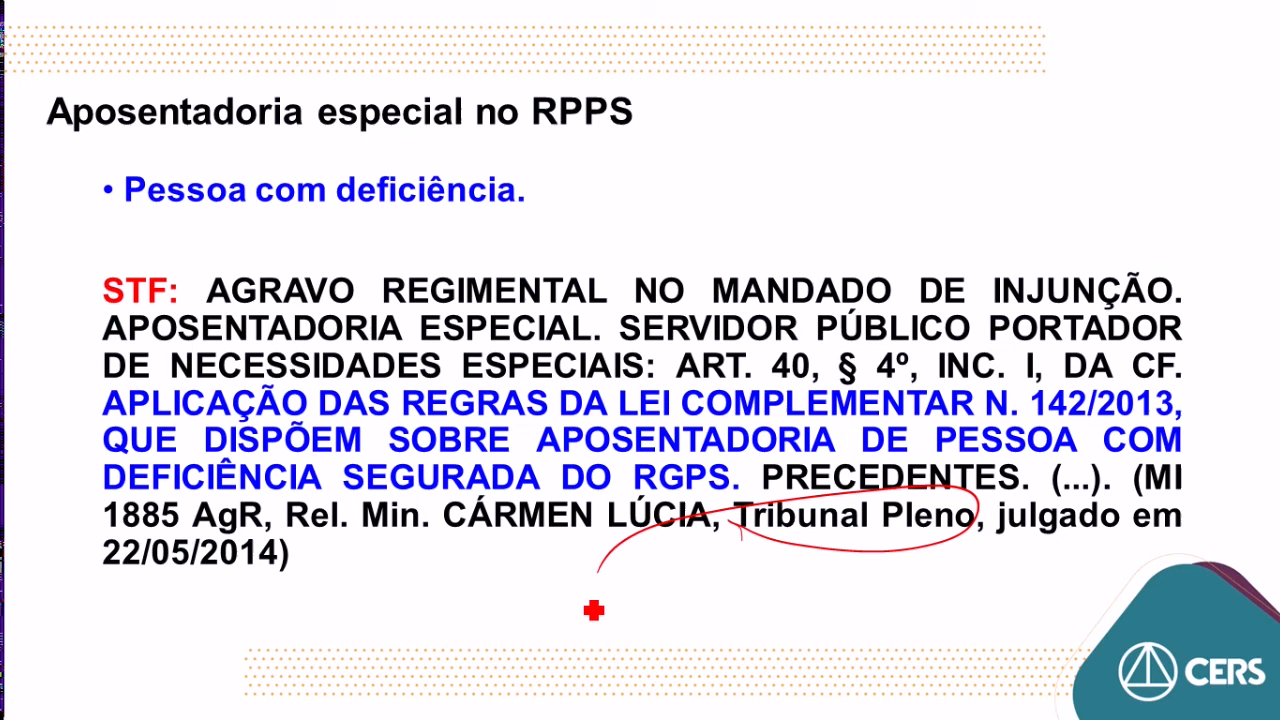 Aposentadoria especial no RPPS
• Pessoa com deficiência.
STF: AGRAVO REGIMENTAL NO MANDADO DE INJUNÇÃO.
APOSENTADORIA ESPECIAL. SERVIDOR PÚBLICO PORTADOR
DE NECESSIDADES ESPECIAIS: ART. 40, § 4º, INC. I, DA CF.
APLICAÇÃO DAS REGRAS DA LEI COMPLEMENTAR N. 142/2013,
QUE DISPÕEM SOBRE APOSENTADORIA DE PESSOA COM
DEFICIÊNCIA SEGURADA DO RGPS. PRECEDENTES. (...). (MI
1885 AgR, Rel. Min. CÁRMEN LÚCIA, Tribunal Pleno, julgado em
22/05/2014)
CERS